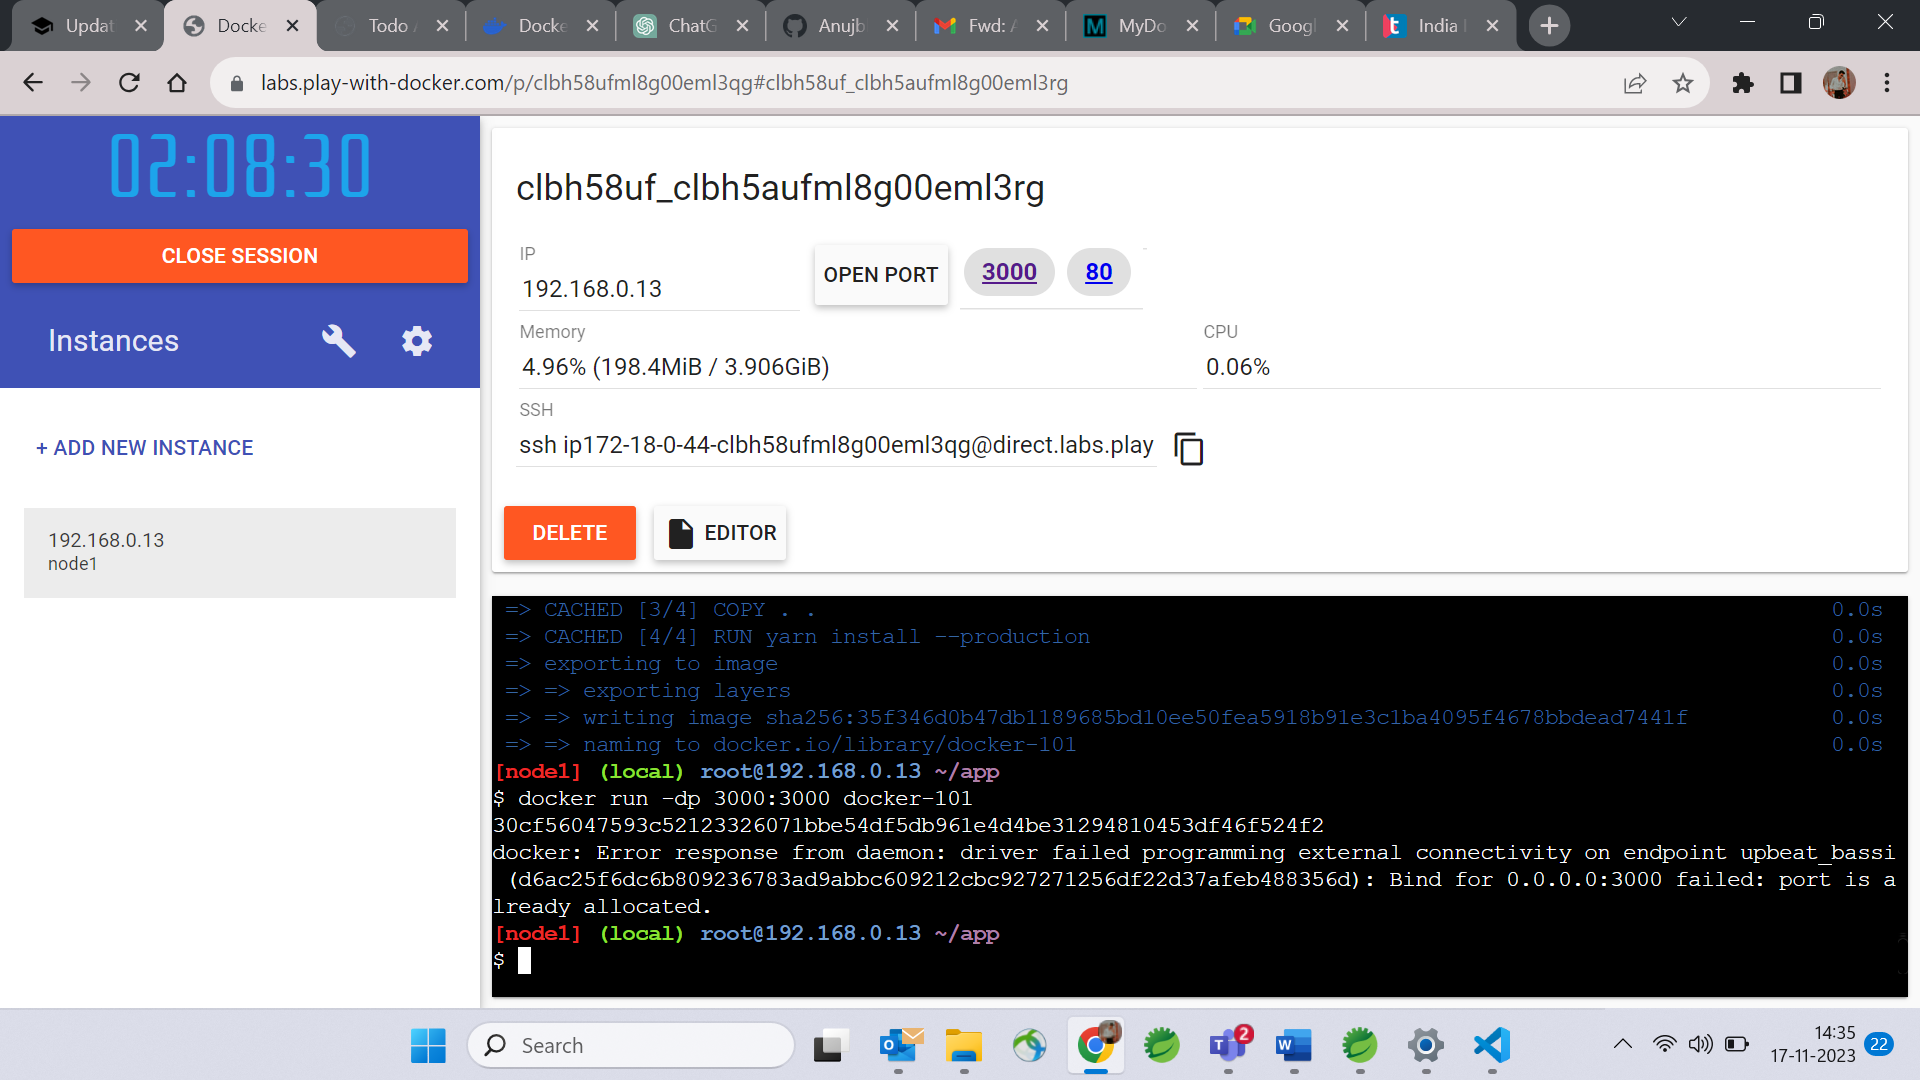 Updat
Docke
Todo
Docke
ChatG
Anujb
Fwd: A
MyDo
Googl
India
labs.play-with-docker.com/p/clbh58ufml8g00eml3qg#clbh58uf_clbh5aufml8g00eml3rg
02:08:30
CLOSE SESSION
Instances
+ ADD NEW INSTANCE
192.168.0.13
node1
clbh58uf_clbh5aufml8g00eml3rg
IP
192.168.0.13
OPEN PORT
3000
80
Memory
4.96% (198.4MiB / 3.906GiB)
CPU
0.06%
SSH
ssh ip172-18-0-44-clbh58ufml8g00eml3qg@direct.labs.play
DELETE
EDITOR
=> CACHED [3/4] COPY . . 0.0s
=> CACHED [4/4] RUN yarn install --production 0.0s
=> exporting to image 0.0s
=> => exporting layers 0.0s
=> => writing image sha256:35f346d0b47db1189685bd10ee50fea5918b91e3c1ba4095f4678bbdead7441f 0.0s
=> => naming to docker.io/library/docker-101 0.0s
[node1] (local) root@192.168.0.13 ~/app
$ docker run -dp 3000:3000 docker-101
30cf56047593c52123326071bbe54df5db961e4d4be31294810453df46f524f2
docker: Error response from daemon: driver failed programming external connectivity on endpoint upbeat_bassi
(d6ac25f6dc6b809236783ad9abbc609212cbc927271256df22d37afeb488356d): Bind for 0.0.0.0:3000 failed: port is a
lready allocated.
[node1] (local) root@192.168.0.13 ~/app
$
Search
2
14:35
17-11-2023
22